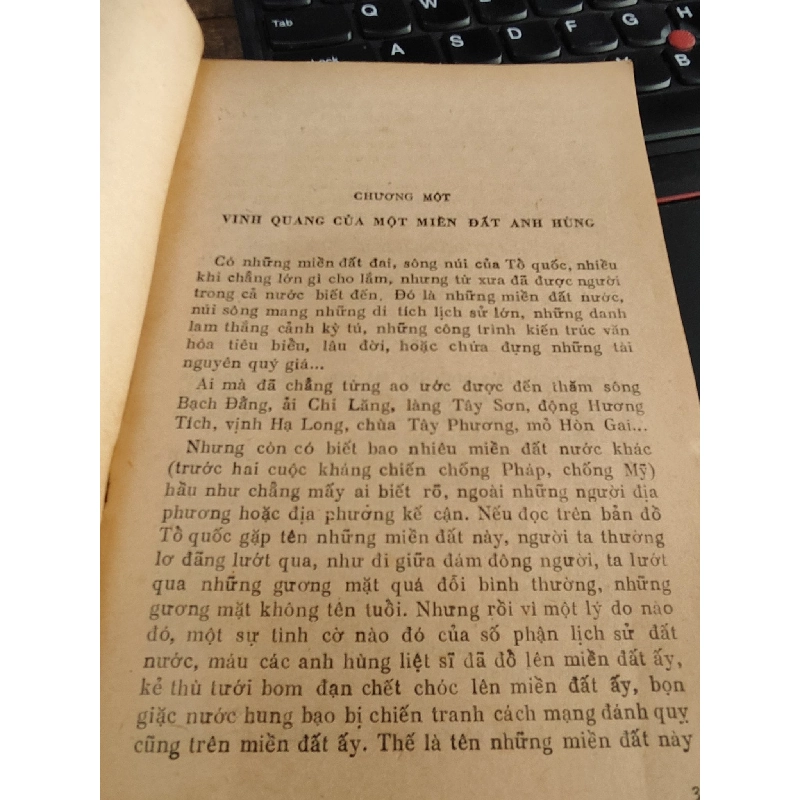 Tab
Q
W
E
R
T
Y
A
S
D
F
G
H
B
CHƯƠNG MỘT
VINH QUANG CỦA MỘT MIỀN ĐẤT ANH HÙNG
Có những miền đất đai, sông núi của Tổ quốc, nhiều
khi chẳng lớn gì cho lắm, nhưng từ xưa đã được người
trong cả nước biết đến. Đó là những miền đất nước,
núi sông mang những di tích lịch sử lớn, những danh
lam thắng cảnh kỳ tú, những công trình kiến trúc văn
hóa tiêu biểu, lâu đời, hoặc chứa đựng những tài
nguyên quý giá...
Ai mà đã chẳng từng ao ước được đến thăm sông
Bạch Đằng, ải Chi Lăng, làng Tây Sơn, động Hương
Tích, vịnh Hạ Long, chùa Tây Phương, mỏ Hòn Gai...
Nhưng còn có biết bao nhiêu miền đất nước khác
(trước hai cuộc kháng chiến chống Pháp, chống Mỹ)
hầu như chẳng mấy ai biết rõ, ngoài những người địa
phương hoặc địa phưởng kế cận. Nếu đọc trên bản đồ
Tổ quốc gặp tên những miền đất này, người ta thường
lơ đãng lướt qua, như đi giữa đám đông người, ta lướt
qua những gương mặt quá đỗi bình thường, những
gương mặt không tên tuổi. Nhưng rồi vì một lý do nào
đó, một sự tình cờ nào đó của số phận lịch sử đất
nước, máu các anh hùng liệt sĩ đã đổ lên miền đất ấy,
kẻ thù tưới bom đạn chết chóc lên miền đất ấy, bọn
giặc nước hung bạo bị chiến tranh cách mạng đánh quỵ
cũng trên miền đất ấy. Thế là tên những miền đất này
3